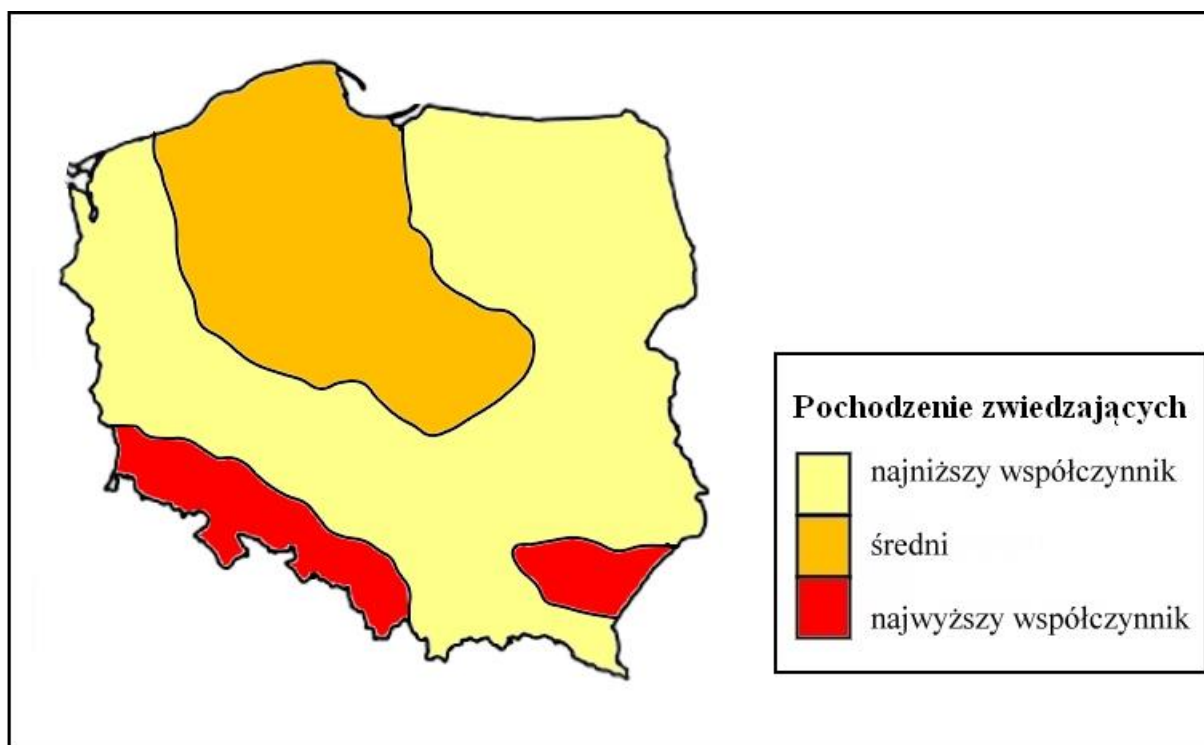 Pochodzenie zwiedzających
najniższy współczynnik
średni
najwyższy współczynnik